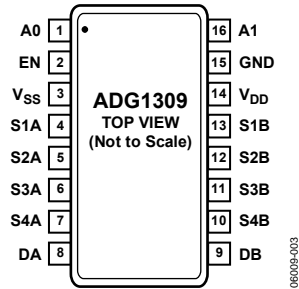 A0 1 16 A1
EN 2 15 GND
VSS 3 14 VDD
ADG1309
TOP VIEW
(Not to Scale)
S1A 4 13 S1B
S2A 5 12 S2B
S3A 6 11 S3B
S4A 7 10 S4B
DA 8 9 DB
06009-003